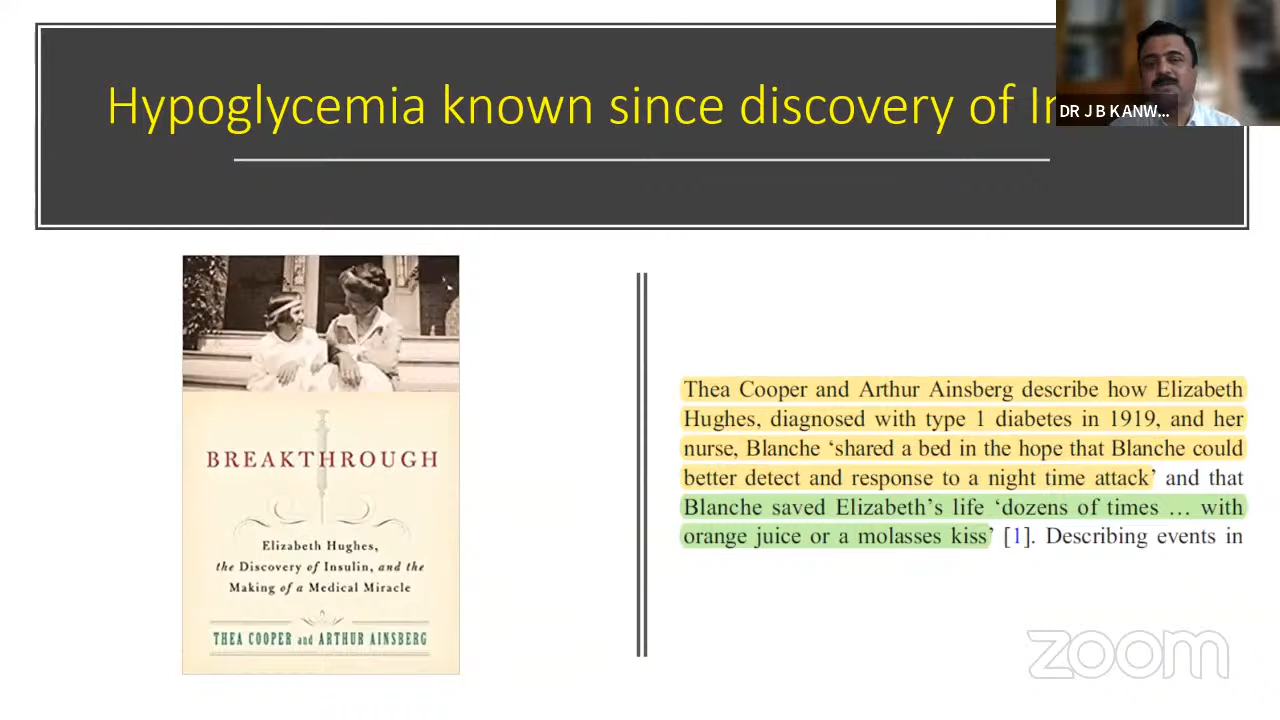 Hypoglycemia known since discovery of
DR J B KANW...
BREAKTHROUGH
Elizabeth Hughes,
the Discovery of Insulin, and the
Making of a Medical Miracle
THEA COOPER and ARTHUR AINSBERG
Thea Cooper and Arthur Ainsberg describe how Elizabeth
Hughes, diagnosed with type 1 diabetes in 1919, and her
nurse, Blanche ‘shared a bed in the hope that Blanche could
better detect and response to a night time attack’ and that
Blanche saved Elizabeth’s life ‘dozens of times … with
orange juice or a molasses kiss’ [1]. Describing events in
zoom